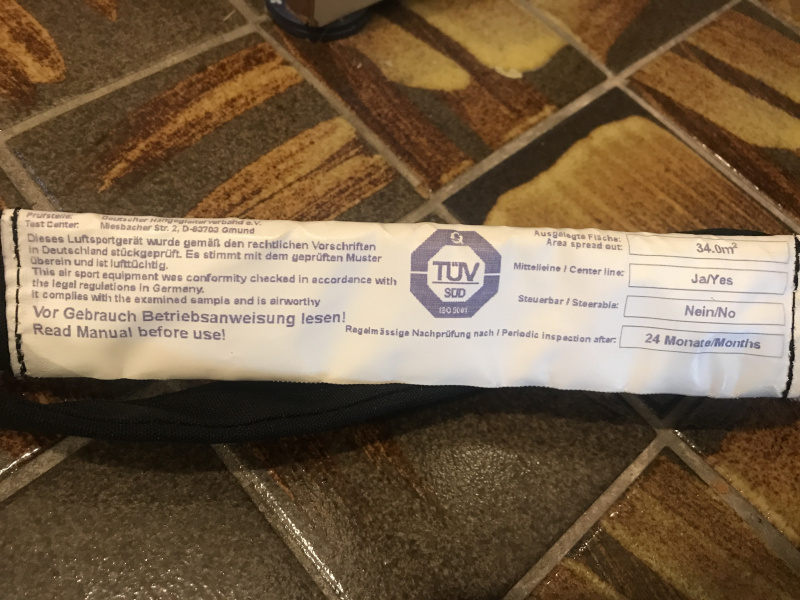 Prüfstelle: Deutscher Hängegleiterverband e.V.
Test Center: Miesbacher Str. 2, D-83703 Gmund
Dieses Luftsportgerät wurde gemäß den rechtlichen Vorschriften
in Deutschland stückgeprüft. Es stimmt mit dem geprüften Muster
überein und ist lufttüchtig.
This air sport equipment was conformity checked in accordance with
the legal regulations in Germany.
It complies with the examined sample and is airworthy
Vor Gebrauch Betriebsanweisung lesen!
Read Manual before use!
TÜV
SÜD
ISO 9001
Ausgelegte Fläche:
Area spread out: 34.0m²
Mittelleine / Center line: Ja/Yes
Steuerbar / Steerable: Nein/No
Regelmässige Nachprüfung nach / Periodic inspection after: 24 Monate/Months